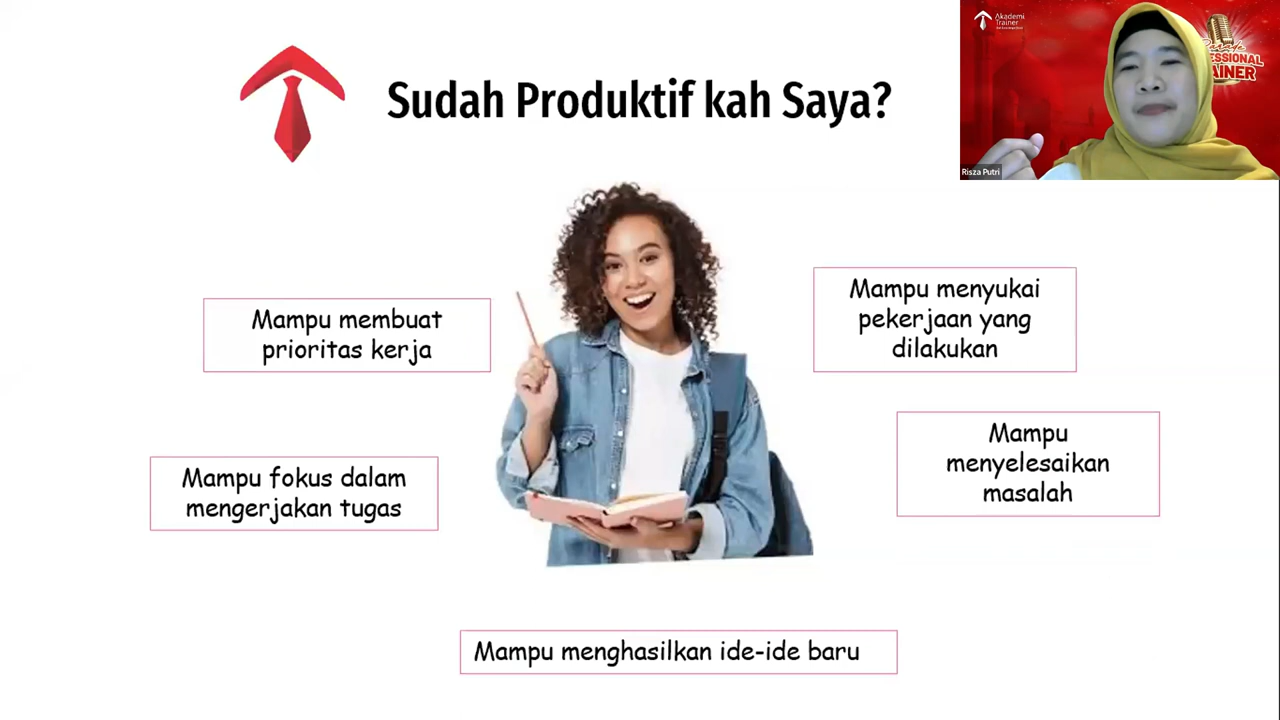 Sudah Produktif kah Saya?
Akademi
Trainer
Risza Putri
Mampu membuat
prioritas kerja
Mampu menyukai
pekerjaan yang
dilakukan
Mampu fokus dalam
mengerjakan tugas
Mampu
menyelesaikan
masalah
Mampu menghasilkan ide-ide baru